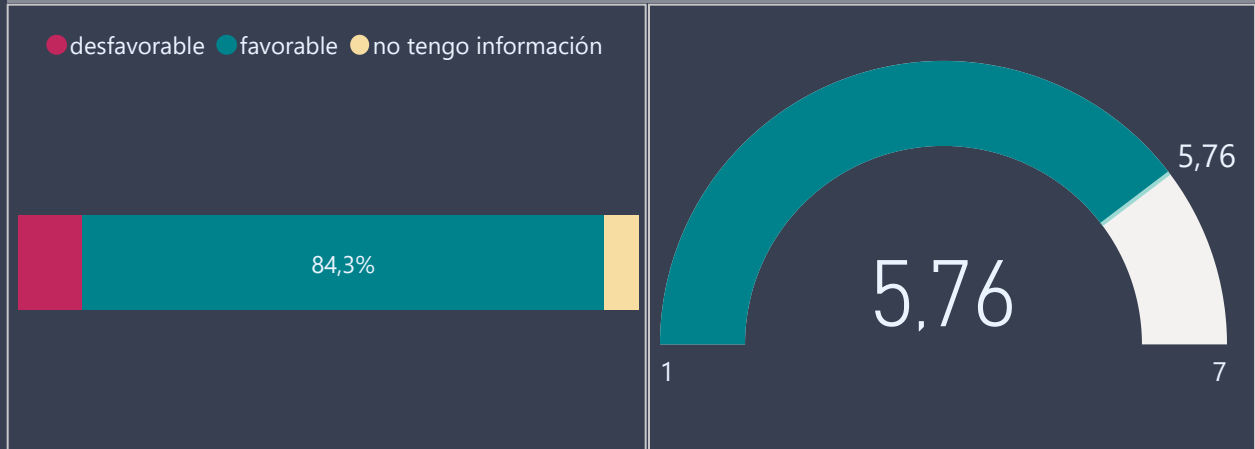 desfavorable favorable no tengo información
84,3%
5,76
5,76
1 7